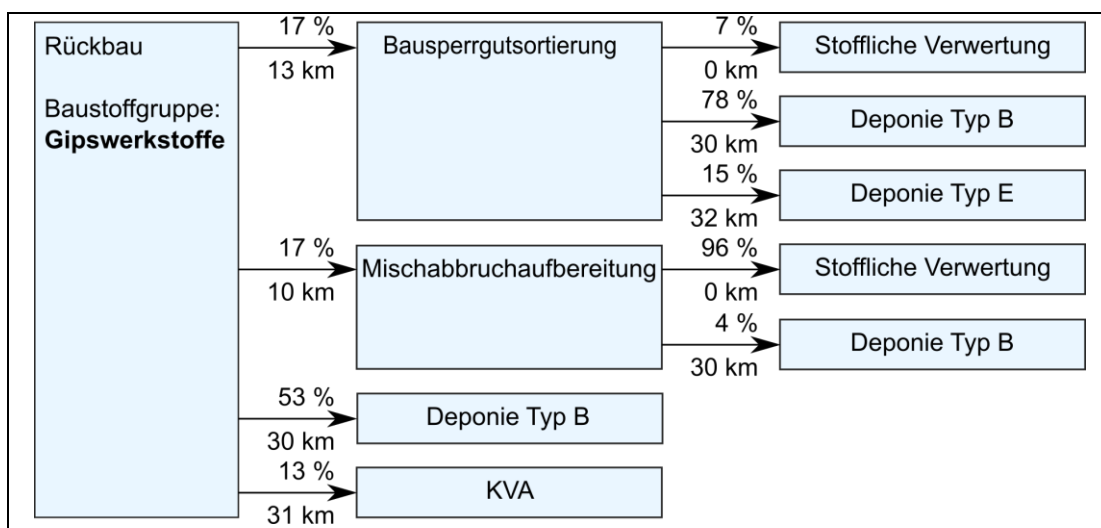 Rückbau
Baustoffgruppe:
Gipswerkstoffe
17 %
13 km
Bausperrgutsortierung
7 %
0 km
Stoffliche Verwertung
78 %
30 km
Deponie Typ B
15 %
32 km
Deponie Typ E
17 %
10 km
Mischabbruchaufbereitung
96 %
0 km
Stoffliche Verwertung
4 %
30 km
Deponie Typ B
53 %
30 km
Deponie Typ B
13 %
31 km
KVA